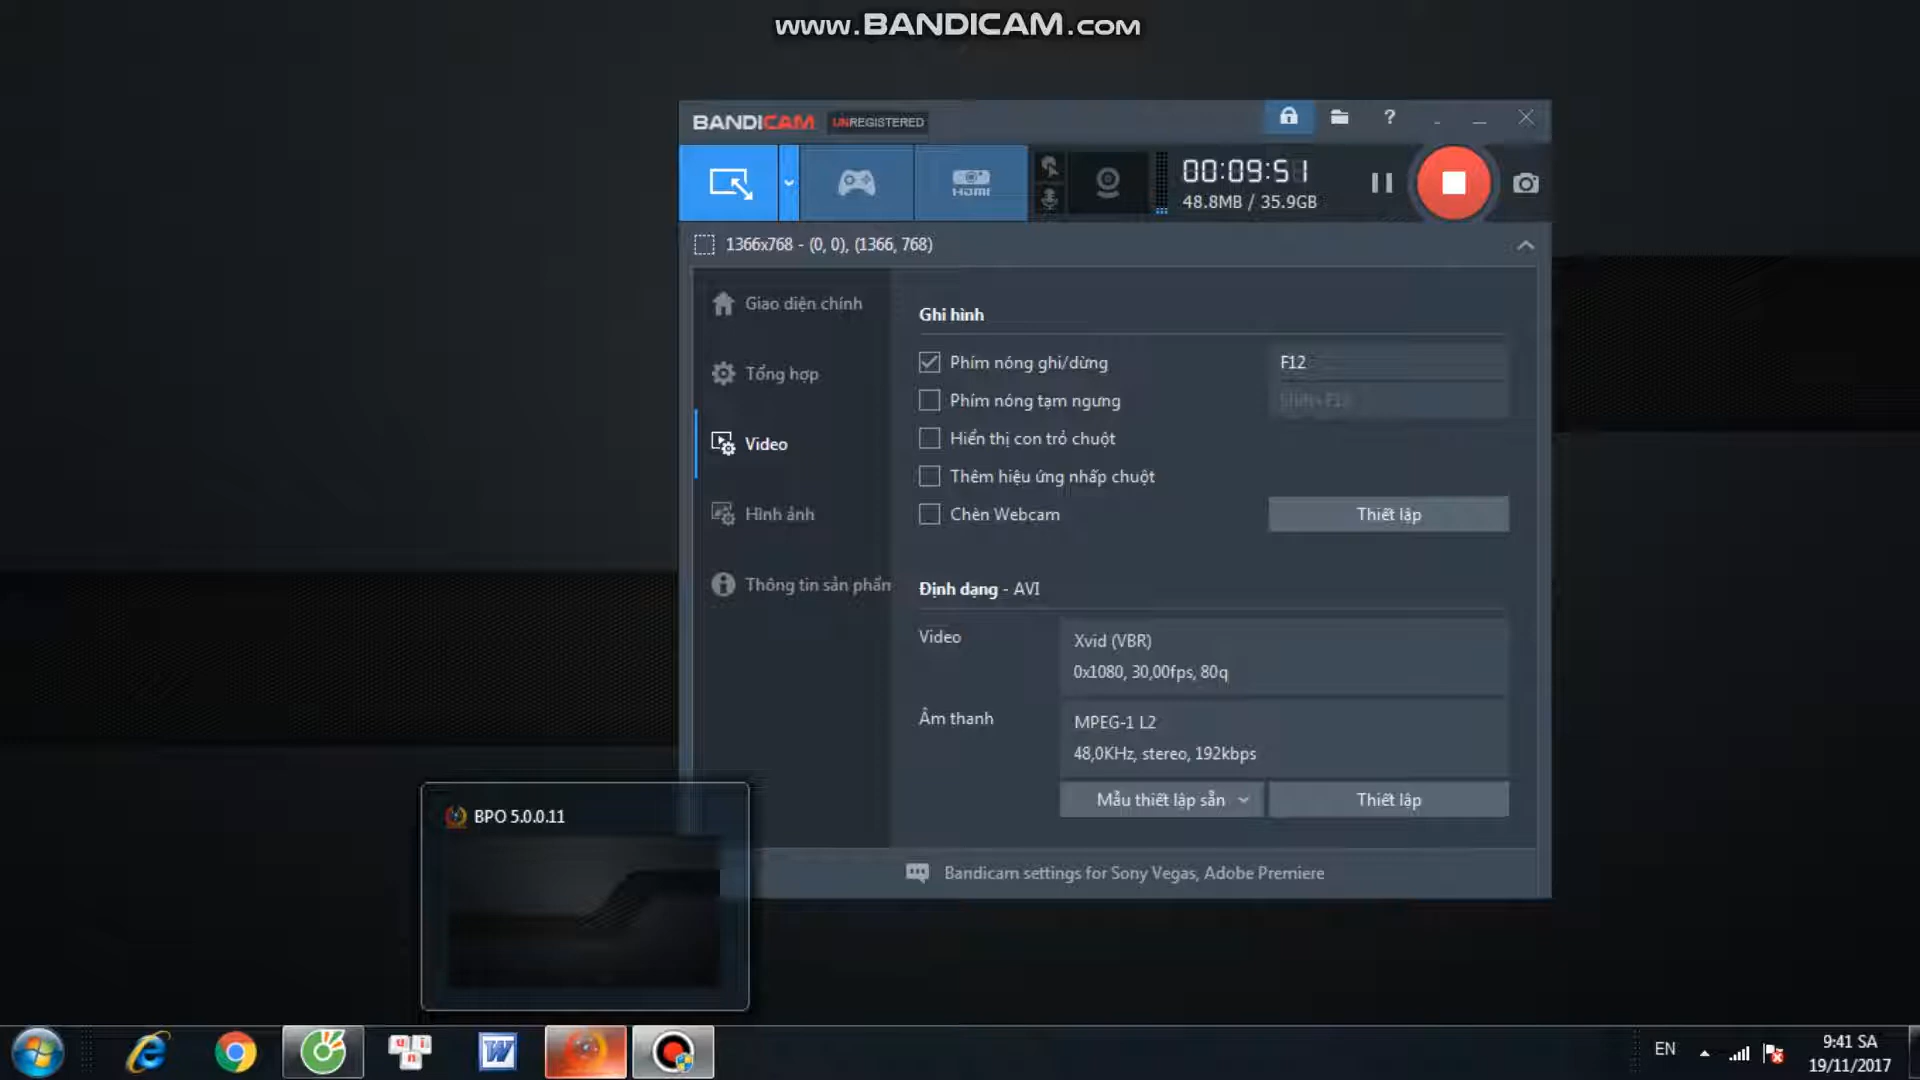 www.BANDICAM.com
BANDICAM UNREGISTERED
?
HDMI
00:09:51
48.8MB / 35.9GB
1366x768 - (0, 0), (1366, 768)
Giao diện chính
Tổng hợp
Video
Hình ảnh
Thông tin sản phẩn
Ghi hình
Phím nóng ghi/dừng
F12
Phím nóng tạm ngưng
Shift+F12
Hiển thị con trỏ chuột
Thêm hiệu ứng nhấp chuột
Chèn Webcam
Thiết lập
Định dạng - AVI
Video
Xvid (VBR)
0x1080, 30,00fps, 80q
Âm thanh
MPEG-1 L2
48,0KHz, stereo, 192kbps
Mẫu thiết lập sẵn
Thiết lập
Bandicam settings for Sony Vegas, Adobe Premiere
BPO 5.0.0.11
EN
9:41 SA
19/11/2017